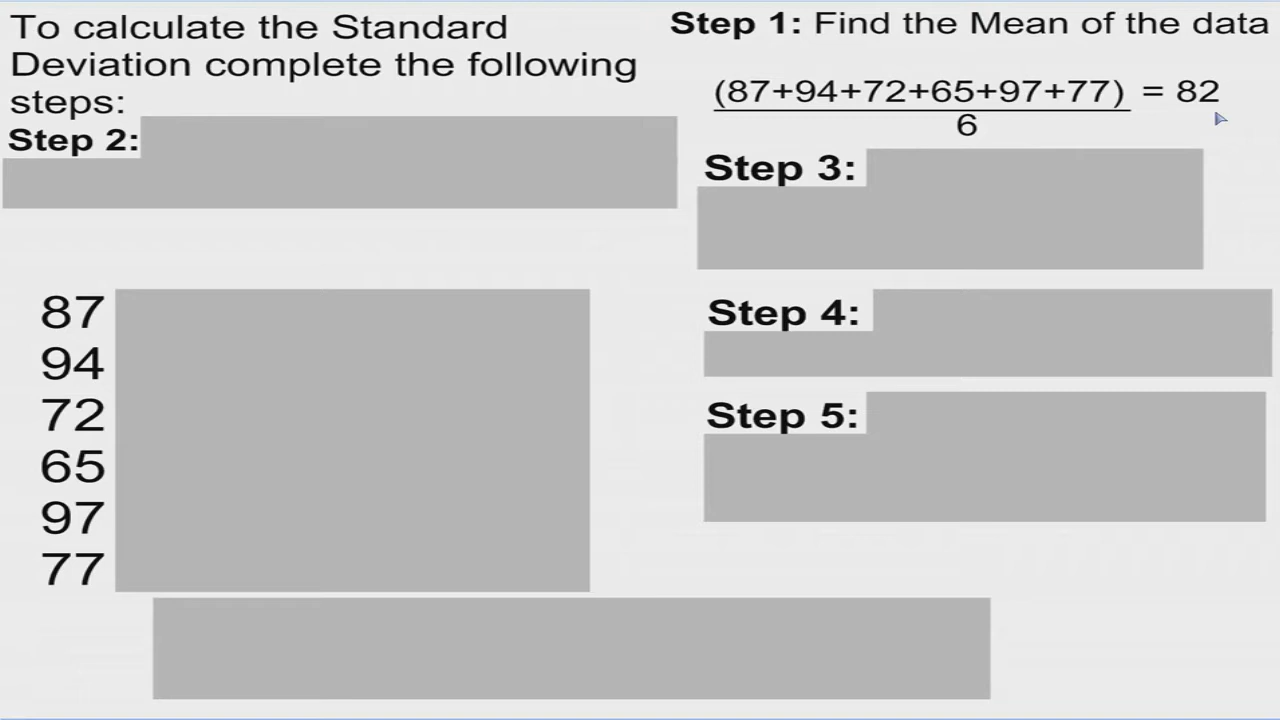 To calculate the Standard
Deviation complete the following
steps:
Step 1: Find the Mean of the data
(87+94+72+65+97+77) = 82
6
Step 2:
Step 3:
Step 4:
Step 5:
87
94
72
65
97
77